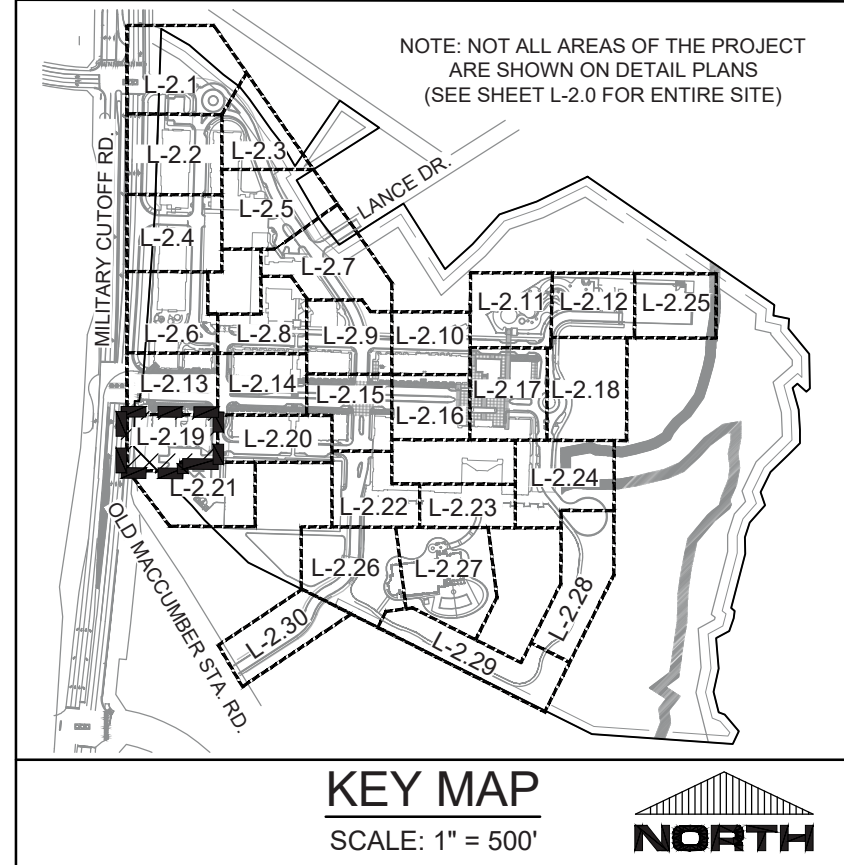 NOTE: NOT ALL AREAS OF THE PROJECT
ARE SHOWN ON DETAIL PLANS
(SEE SHEET L-2.0 FOR ENTIRE SITE)
MILITARY CUTOFF RD.
LANCE DR.
L-2.1
L-2.2
L-2.3
L-2.4
L-2.5
L-2.7
L-2.6
L-2.8
L-2.9
L-2.10
L-2.11
L-2.12
L-2.25
L-2.13
L-2.14
L-2.15
L-2.16
L-2.17
L-2.18
L-2.19
L-2.20
L-2.21
L-2.22
L-2.23
L-2.24
L-2.26
L-2.27
L-2.28
L-2.29
L-2.30
OLD MACCUMBER STA. RD.
KEY MAP
SCALE: 1" = 500'
NORTH